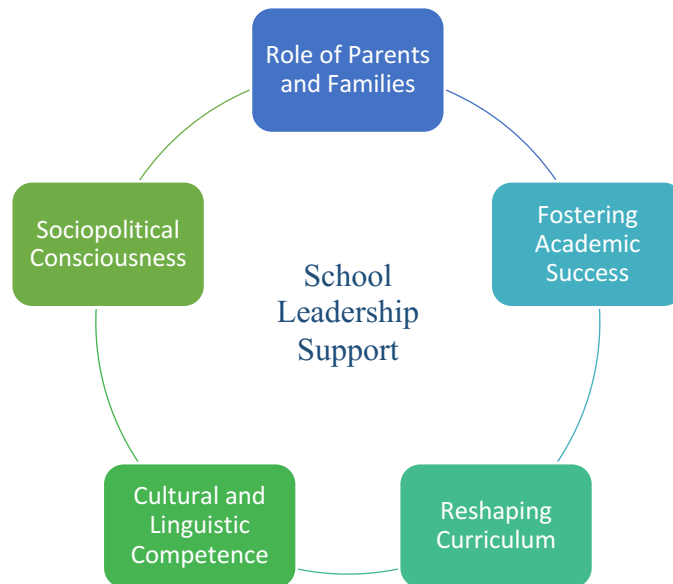 Role of Parents
and Families
Fostering
Academic
Success
Reshaping
Curriculum
Cultural and
Linguistic
Competence
Sociopolitical
Consciousness
School
Leadership
Support